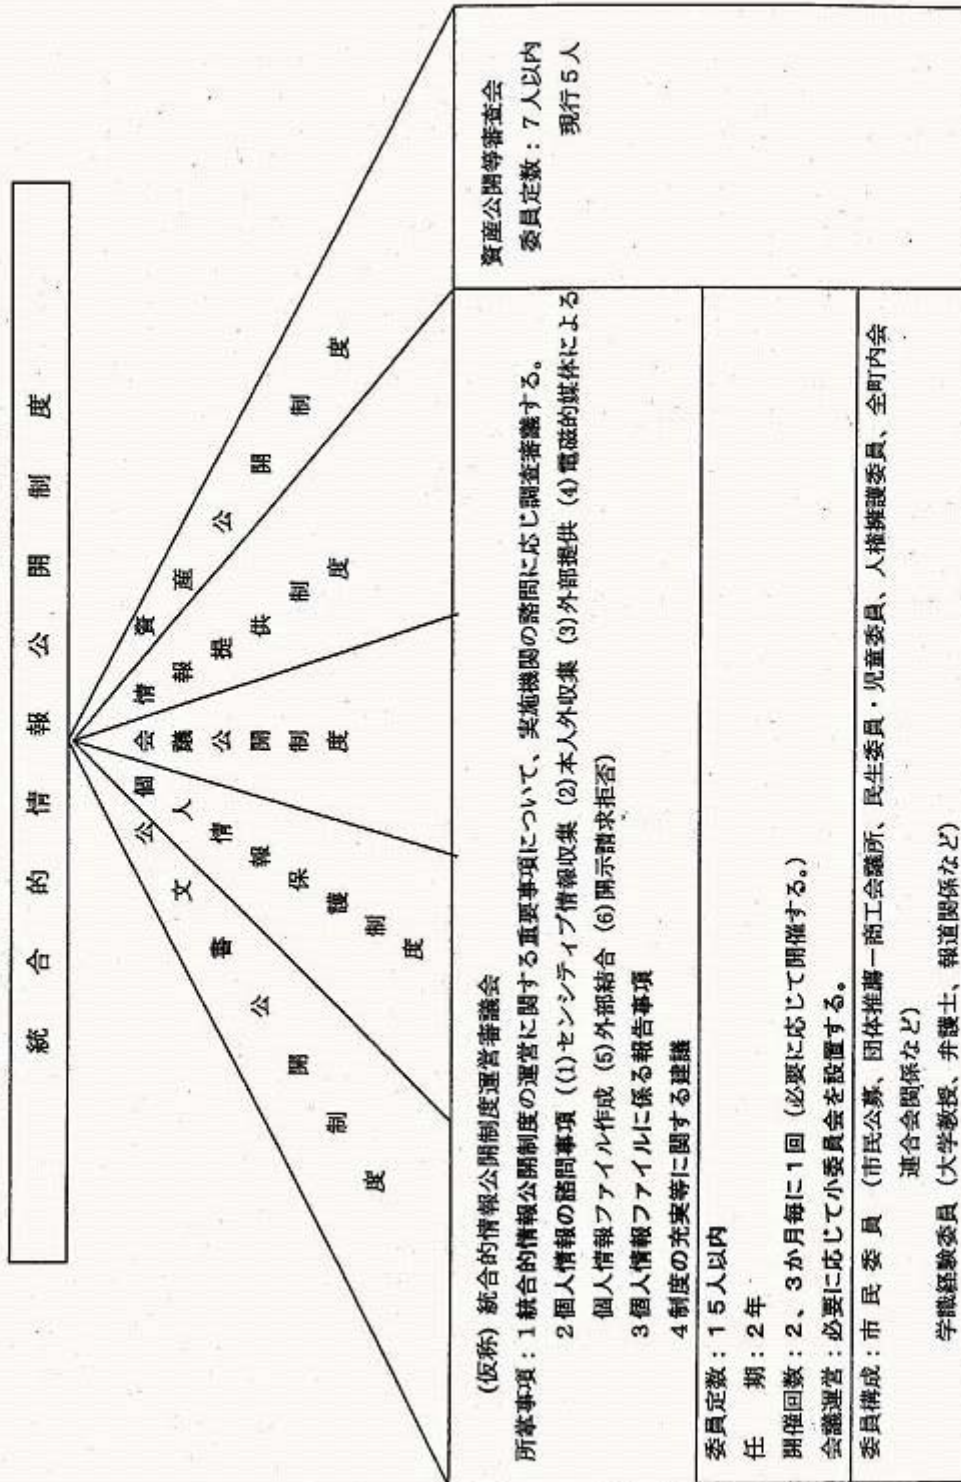 統合的情報公開制度
公文書公開制度
個人情報保護制度
会議公開制度
情報提供制度
資産公開制度
(仮称) 統合的情報公開制度運営審議会
所掌事項：1 統合的情報公開制度の運営に関する重要事項について、実施機関の諮問に応じ調査審議する。
2 個人情報の諮問事項 ((1)センシティブ情報収集 (2)本人外収集 (3)外部提供 (4)電磁的媒体による
個人情報ファイル作成 (5)外部結合 (6)開示請求拒否)
3 個人情報ファイルに係る報告事項
4 制度の充実等に関する建議
委員定数：15人以内
任　期：2年
開催回数：2、3か月毎に1回 (必要に応じて開催する。)
会議運営：必要に応じて小委員会を設置する。
委員構成：市民委員 (市民公募、団体推薦ー商工会議所、民生委員・児童委員、人権擁護委員、全町内会
連合会関係など)
学識経験委員 (大学教授、弁護士、報道関係など)
資産公開等審査会
委員定数：7人以内
現行5人